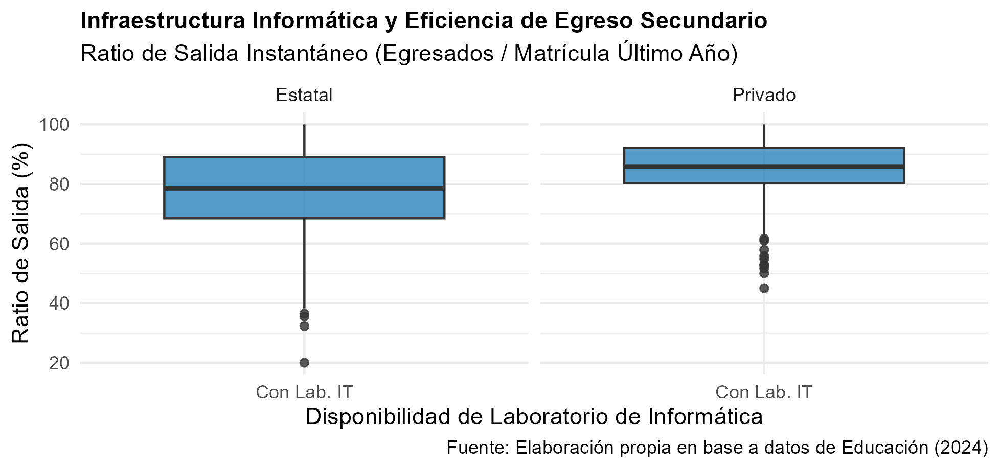 Infraestructura Informática y Eficiencia de Egreso Secundario
Ratio de Salida Instantáneo (Egresados / Matrícula Último Año)
Estatal
Privado
Ratio de Salida (%)
100
80
60
40
20
Con Lab. IT
Con Lab. IT
Disponibilidad de Laboratorio de Informática
Fuente: Elaboración propia en base a datos de Educación (2024)